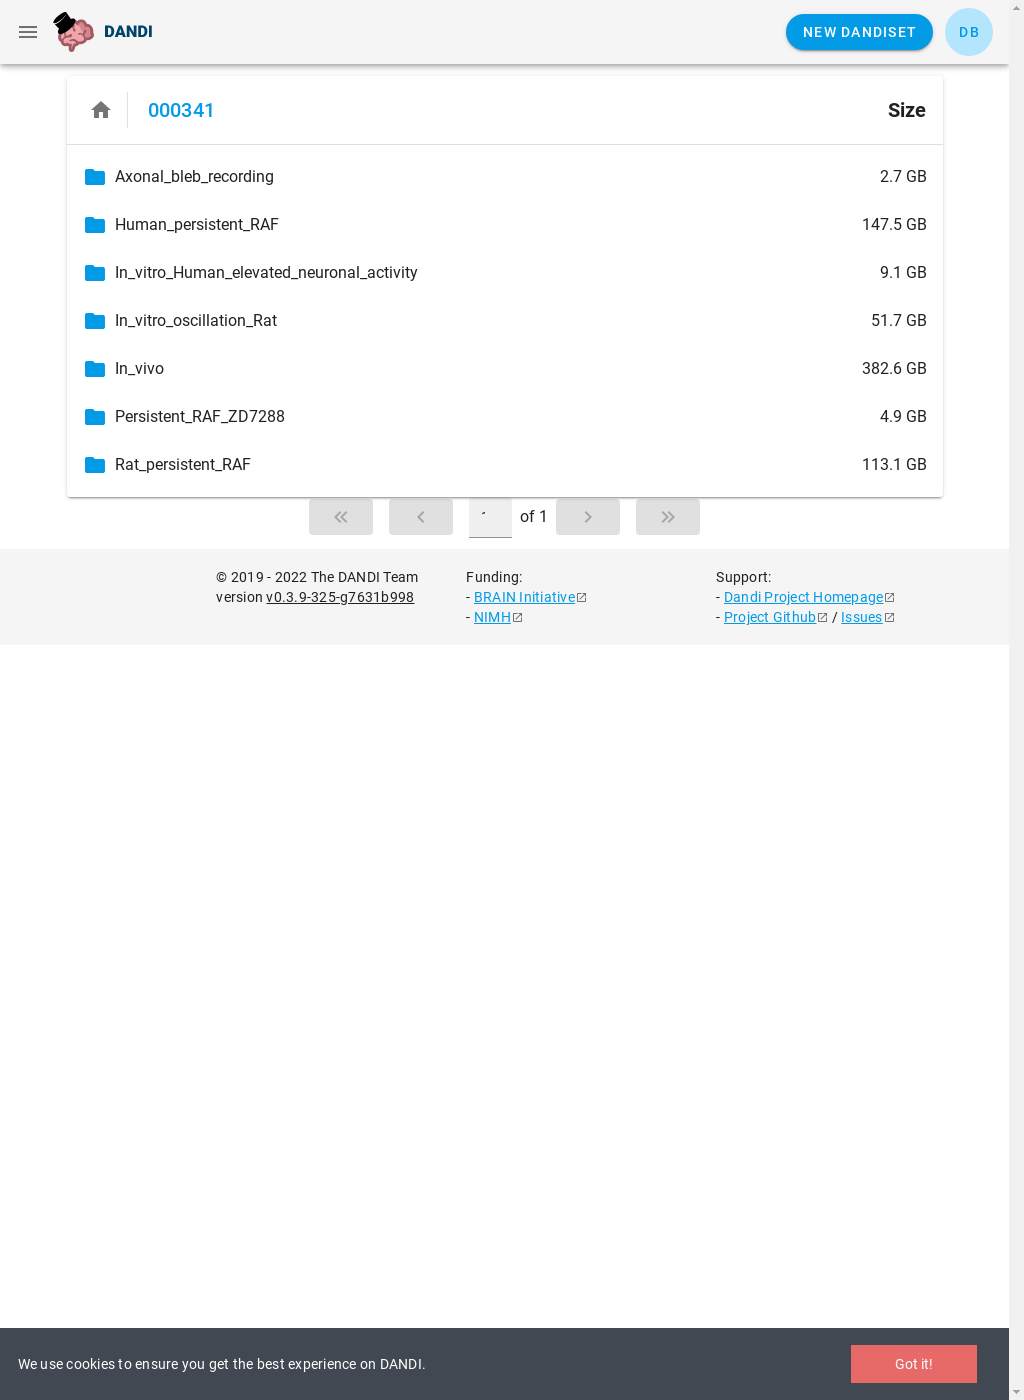 DANDI
NEW DANDISET
DB
000341
Size
Axonal_bleb_recording 2.7 GB
Human_persistent_RAF 147.5 GB
In_vitro_Human_elevated_neuronal_activity 9.1 GB
In_vitro_oscillation_Rat 51.7 GB
In_vivo 382.6 GB
Persistent_RAF_ZD7288 4.9 GB
Rat_persistent_RAF 113.1 GB
of 1
© 2019 - 2022 The DANDI Team
version v0.3.9-325-g7631b998
Funding:
- BRAIN Initiative
- NIMH
Support:
- Dandi Project Homepage
- Project Github / Issues
We use cookies to ensure you get the best experience on DANDI.
Got it!